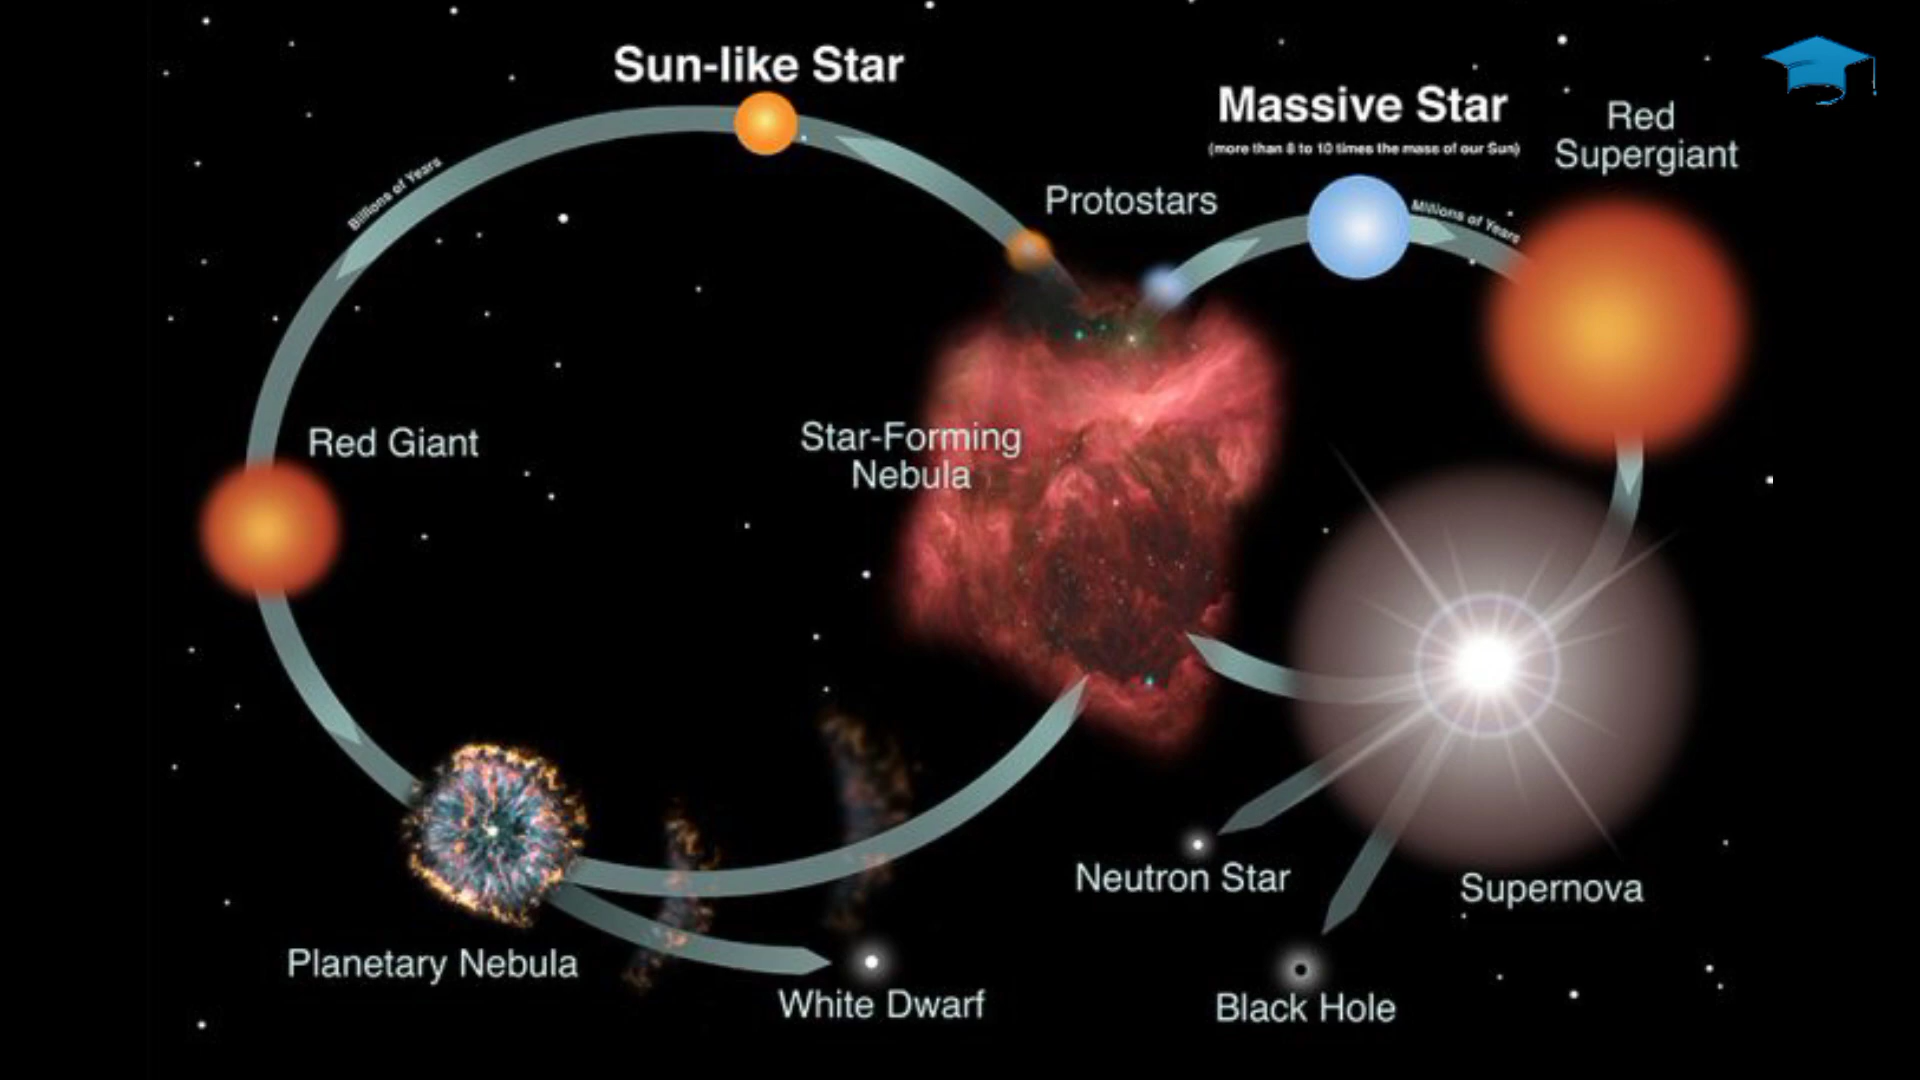 Sun-like Star
Massive Star
(more than 8 to 10 times the mass of our Sun)
Red
Supergiant
Billions of Years
Protostars
Millions of Years
Red Giant
Star-Forming
Nebula
Neutron Star
Supernova
Planetary Nebula
White Dwarf
Black Hole